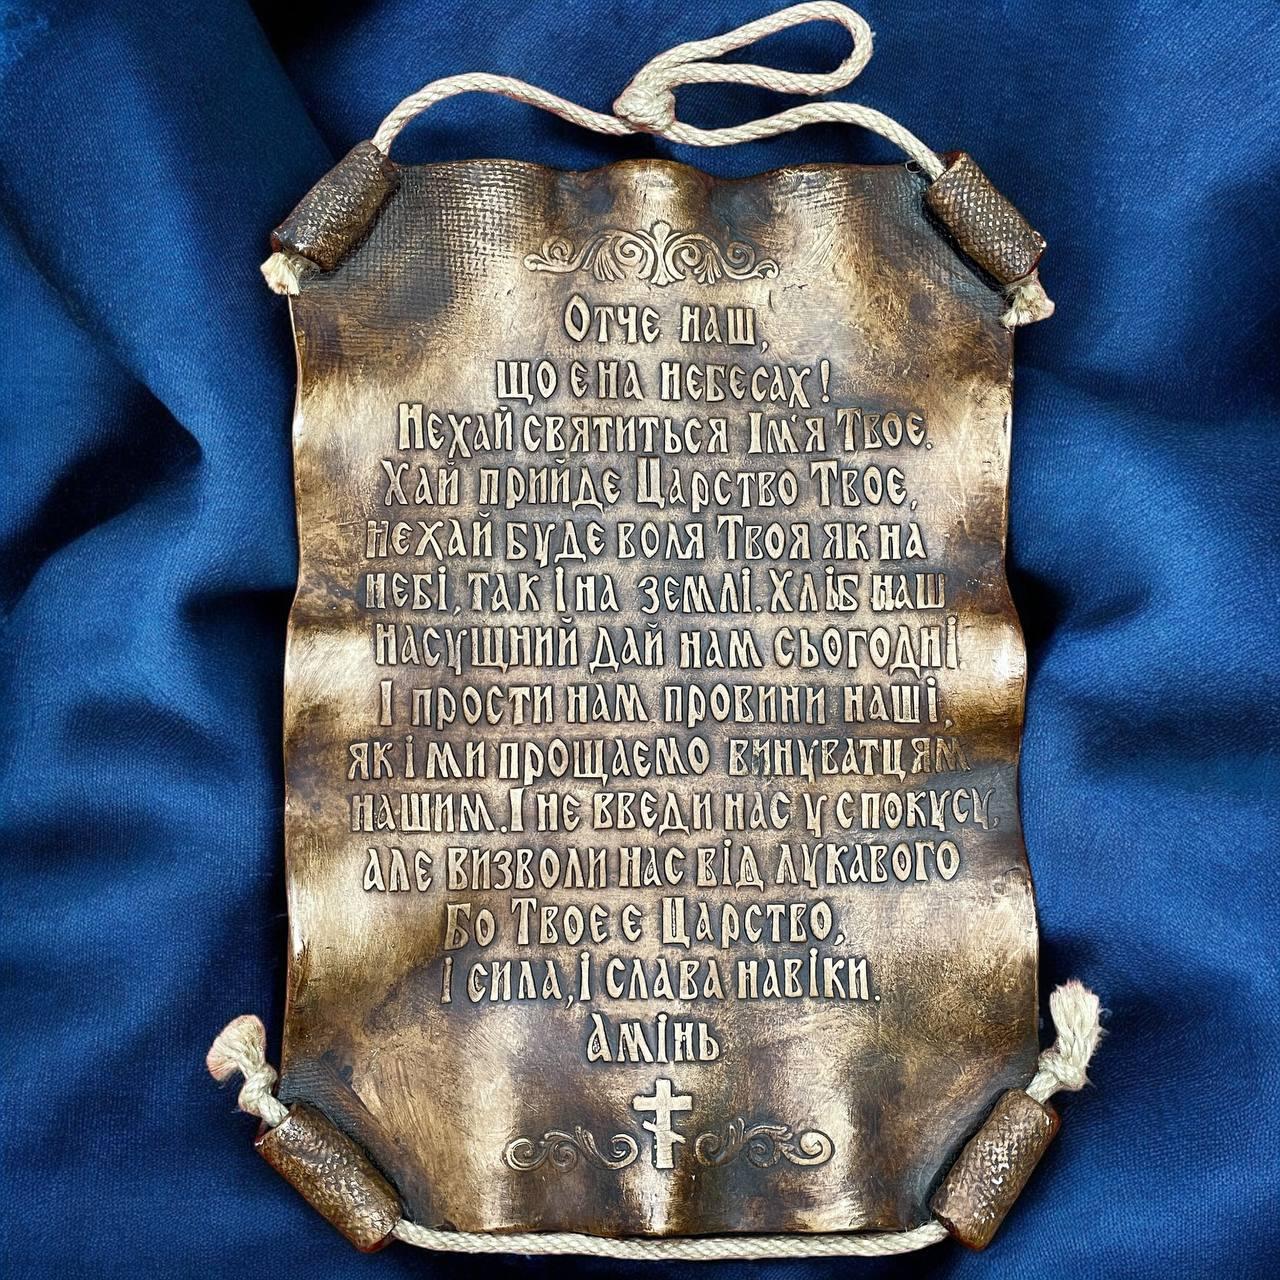 Отче наш,
що є на небесах!
Нехай святиться Ім'я Твоє.
Хай прийде Царство Твоє,
нехай буде воля Твоя як на
небі, так і на землі. Хліб наш
насущний дай нам сьогодні
І прости нам провини наші,
як і ми прощаємо винуватцям
нашим. І не введи нас у спокусу,
але визволи нас від лукавого
Бо Твоє є Царство,
і сила, і слава навіки.
Амінь